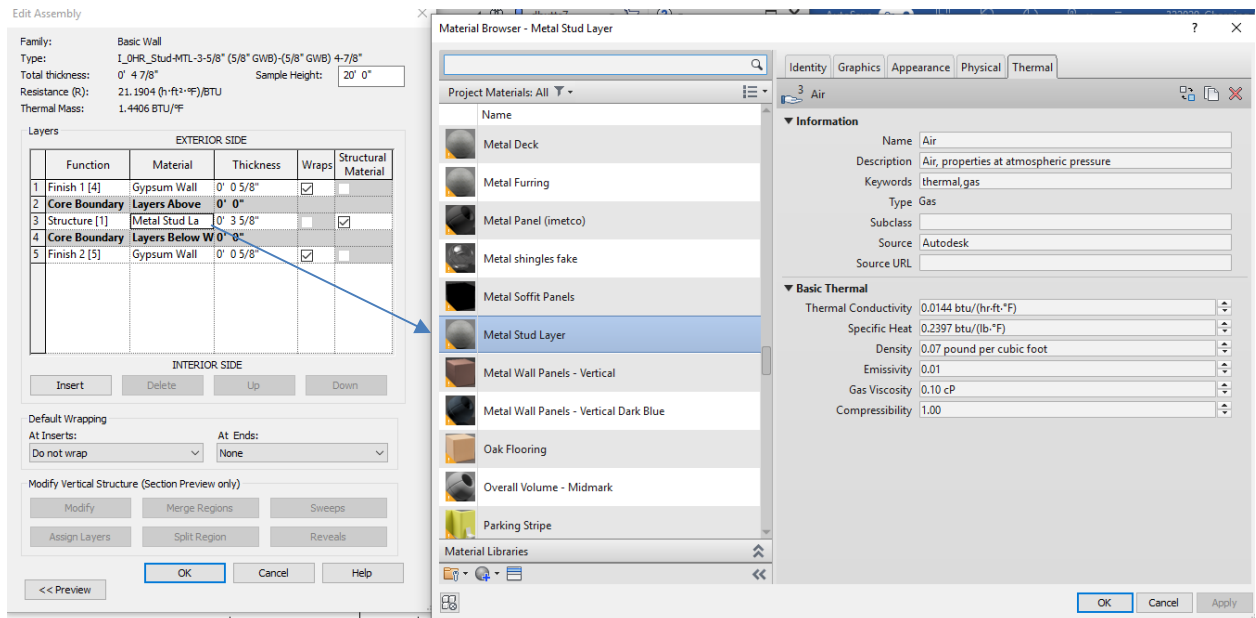 Edit Assembly
Family: Basic Wall
Type: I_0HR_Stud-MTL-3-5/8" (5/8" GWB)-(5/8" GWB) 4-7/8"
Total thickness: 0' 4 7/8" Sample Height: 20' 0"
Resistance (R): 21.1904 (h·ft²·°F)/BTU
Thermal Mass: 1.4406 BTU/°F
Layers
EXTERIOR SIDE
Function Material Thickness Wraps Structural Material
1 Finish 1 [4] Gypsum Wall 0' 0 5/8"
2 Core Boundary Layers Above 0' 0"
3 Structure [1] Metal Stud La 0' 3 5/8"
4 Core Boundary Layers Below W 0' 0"
5 Finish 2 [5] Gypsum Wall 0' 0 5/8"
INTERIOR SIDE
Insert Delete Up Down
Default Wrapping
At Inserts: At Ends:
Do not wrap None
Modify Vertical Structure (Section Preview only)
Modify Merge Regions Sweeps
Assign Layers Split Region Reveals
OK Cancel Help
<< Preview
Material Browser - Metal Stud Layer
?
Project Materials: All
Name
Metal Deck
Metal Furring
Metal Panel (imetco)
Metal shingles fake
Metal Soffit Panels
Metal Stud Layer
Metal Wall Panels - Vertical
Metal Wall Panels - Vertical Dark Blue
Oak Flooring
Overall Volume - Midmark
Parking Stripe
Material Libraries
Identity Graphics Appearance Physical Thermal
3 Air
Information
Name Air
Description Air, properties at atmospheric pressure
Keywords thermal,gas
Type Gas
Subclass
Source Autodesk
Source URL
Basic Thermal
Thermal Conductivity 0.0144 btu/(hr·ft·°F)
Specific Heat 0.2397 btu/(lb·°F)
Density 0.07 pound per cubic foot
Emissivity 0.01
Gas Viscosity 0.10 cP
Compressibility 1.00
OK Cancel Apply